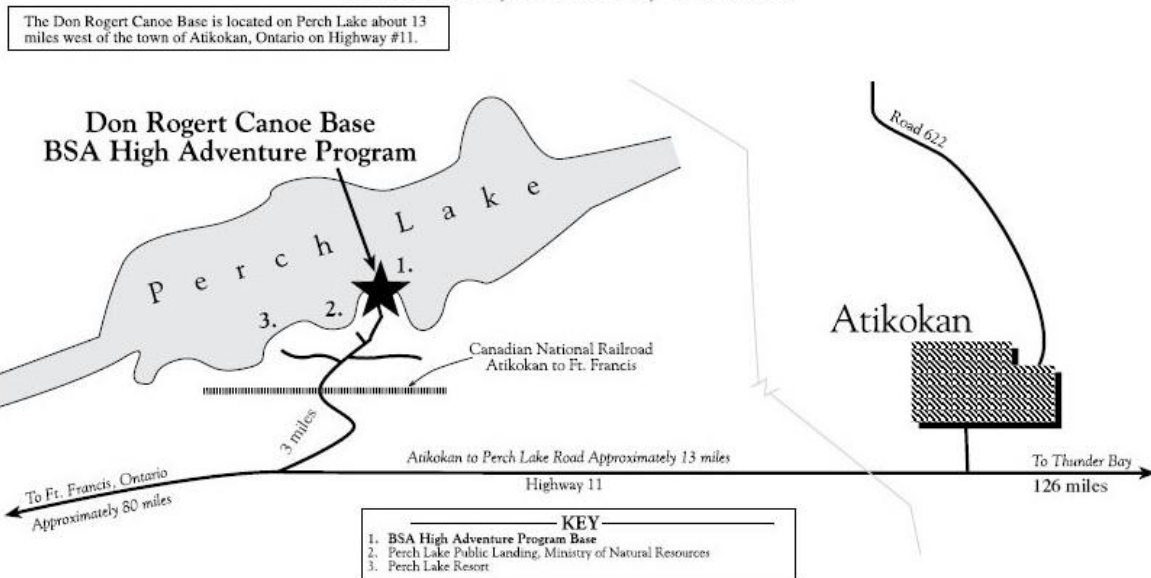 The Don Rogert Canoe Base is located on Perch Lake about 13
miles west of the town of Atikokan, Ontario on Highway #11.
Don Rogert Canoe Base
BSA High Adventure Program
Perch Lake
1.
2.
3.
Road 622
Atikokan
Canadian National Railroad
Atikokan to Ft. Francis
3 miles
Atikokan to Perch Lake Road Approximately 13 miles
Highway 11
To Ft. Francis, Ontario
Approximately 80 miles
To Thunder Bay
126 miles
KEY
1. BSA High Adventure Program Base
2. Perch Lake Public Landing, Ministry of Natural Resources
3. Perch Lake Resort